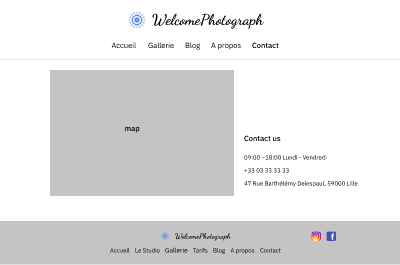 WelcomePhotograph
Accueil Gallerie Blog A propos Contact
map
Contact us
09:00 -18:00 Lundi - Vendredi
+33 03 33 33 33
47 Rue Barthélémy Delespaul, 59000 Lille
WelcomePhotograph
Accueil Le Studio Gallerie Tarifs Blog A propos Contact